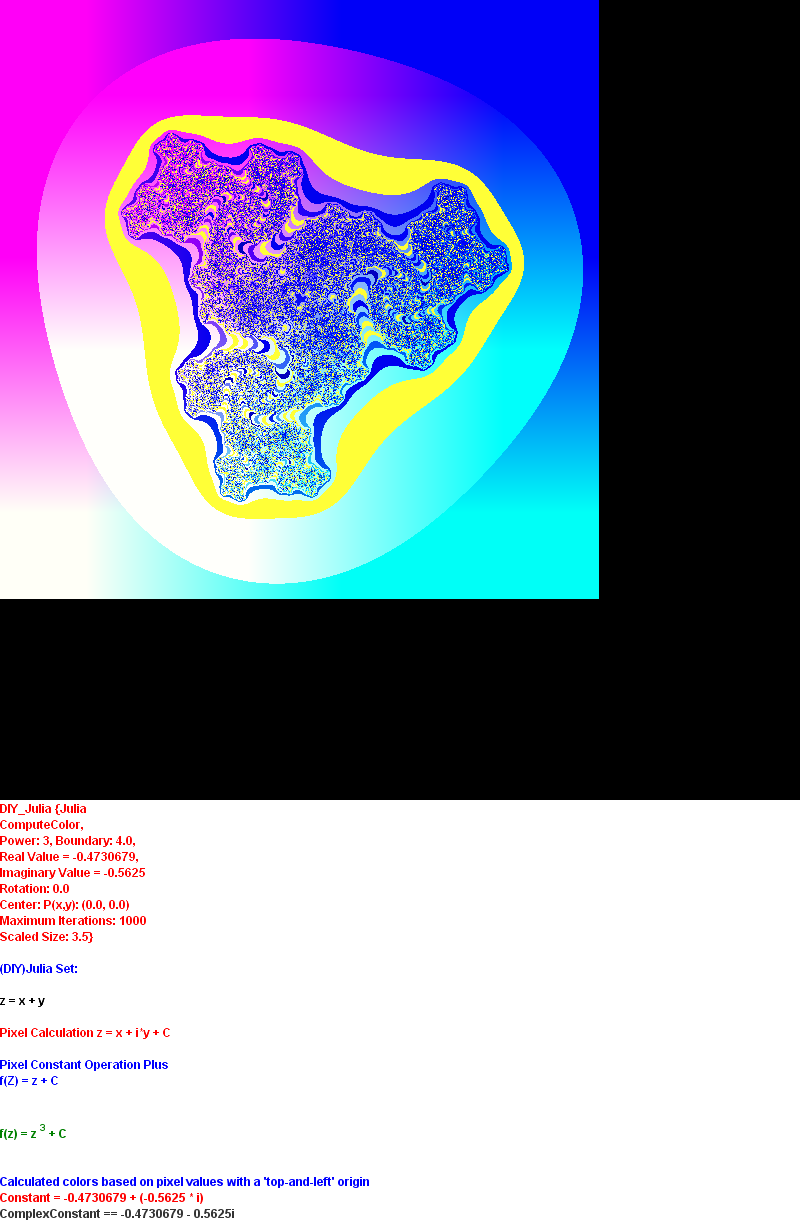 DIY_Julia {Julia
ComputeColor,
Power: 3, Boundary: 4.0,
Real Value = -0.4730679,
Imaginary Value = -0.5625
Rotation: 0.0
Center: P(x,y): (0.0, 0.0)
Maximum Iterations: 1000
Scaled Size: 3.5}
(DIY)Julia Set:
z = x + y
Pixel Calculation z = x + i*y + C
Pixel Constant Operation Plus
f(Z) = z + C
f(z) = z 3 + C
Calculated colors based on pixel values with a 'top-and-left' origin
Constant = -0.4730679 + (-0.5625 * i)
ComplexConstant == -0.4730679 - 0.5625i